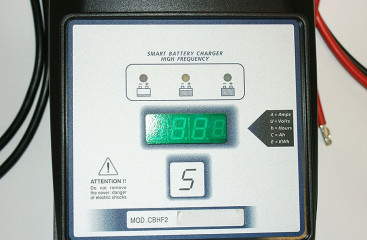 SMART BATTERY CHARGER
HIGH FREQUENCY
A = Amps
U = Volts
h = Hours
C = Ah
E = KWh
ATTENTION !!
Do not remove
the cover: danger
of electric shocks
S
MOD.CBHF2